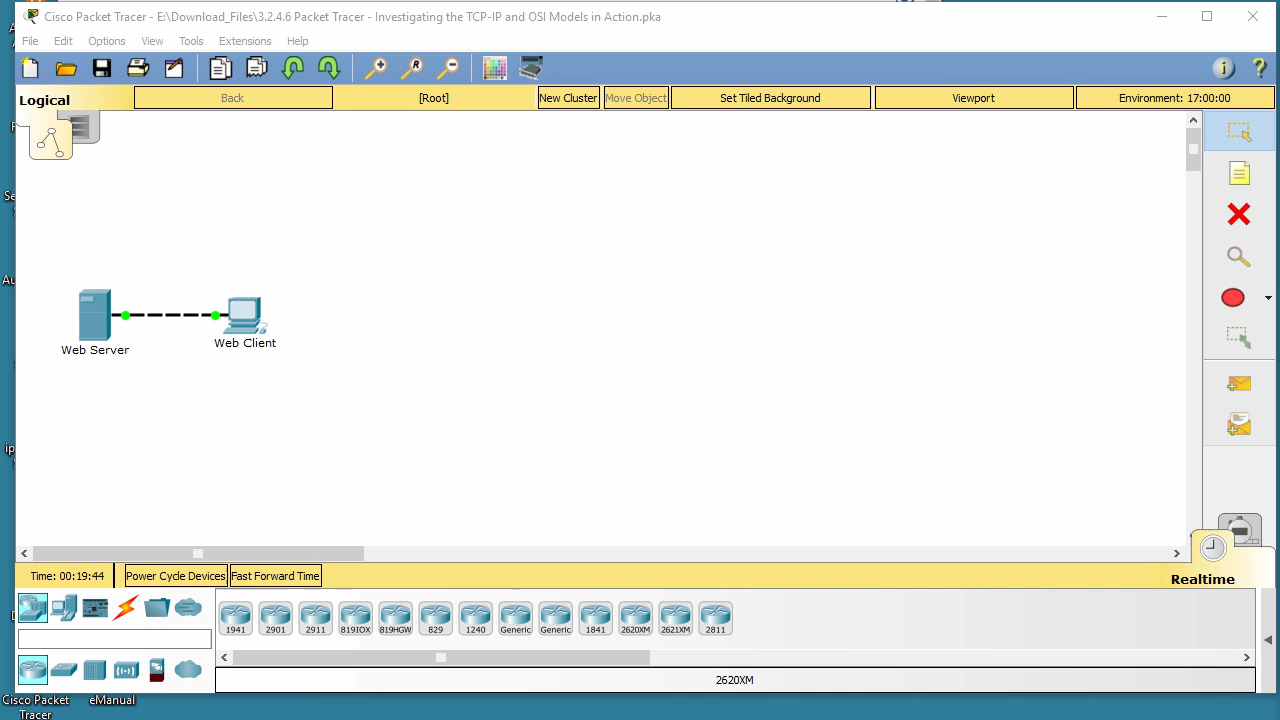 Cisco Packet Tracer - E:\Download_Files\3.2.4.6 Packet Tracer - Investigating the TCP-IP and OSI Models in Action.pka
File Edit Options View Tools Extensions Help
Logical Back [Root] New Cluster Move Object Set Tiled Background Viewport Environment: 17:00:00
Web Server
Web Client
Time: 00:19:44 Power Cycle Devices Fast Forward Time
Realtime
1941 2901 2911 819IOX 819HGW 829 1240 Generic Generic 1841 2620XM 2621XM 2811
2620XM
Cisco Packet
Tracer
eManual